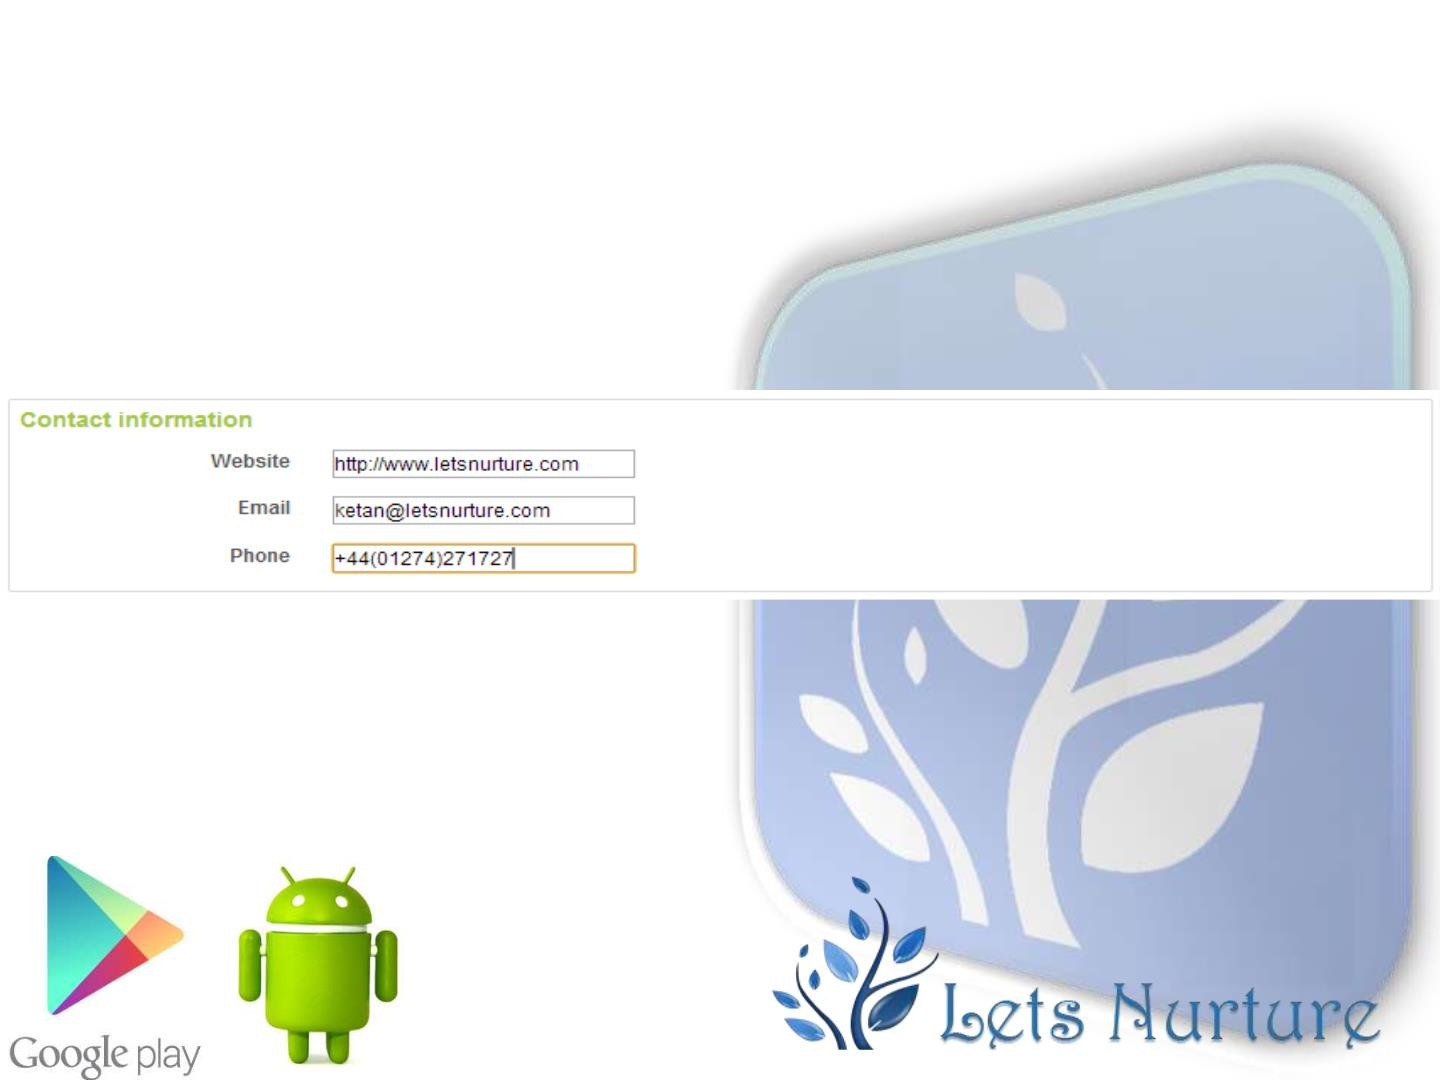 Contact information
Website http://www.letsnurture.com
Email ketan@letsnurture.com
Phone +44(01274)271727
Google play
Lets Nurture